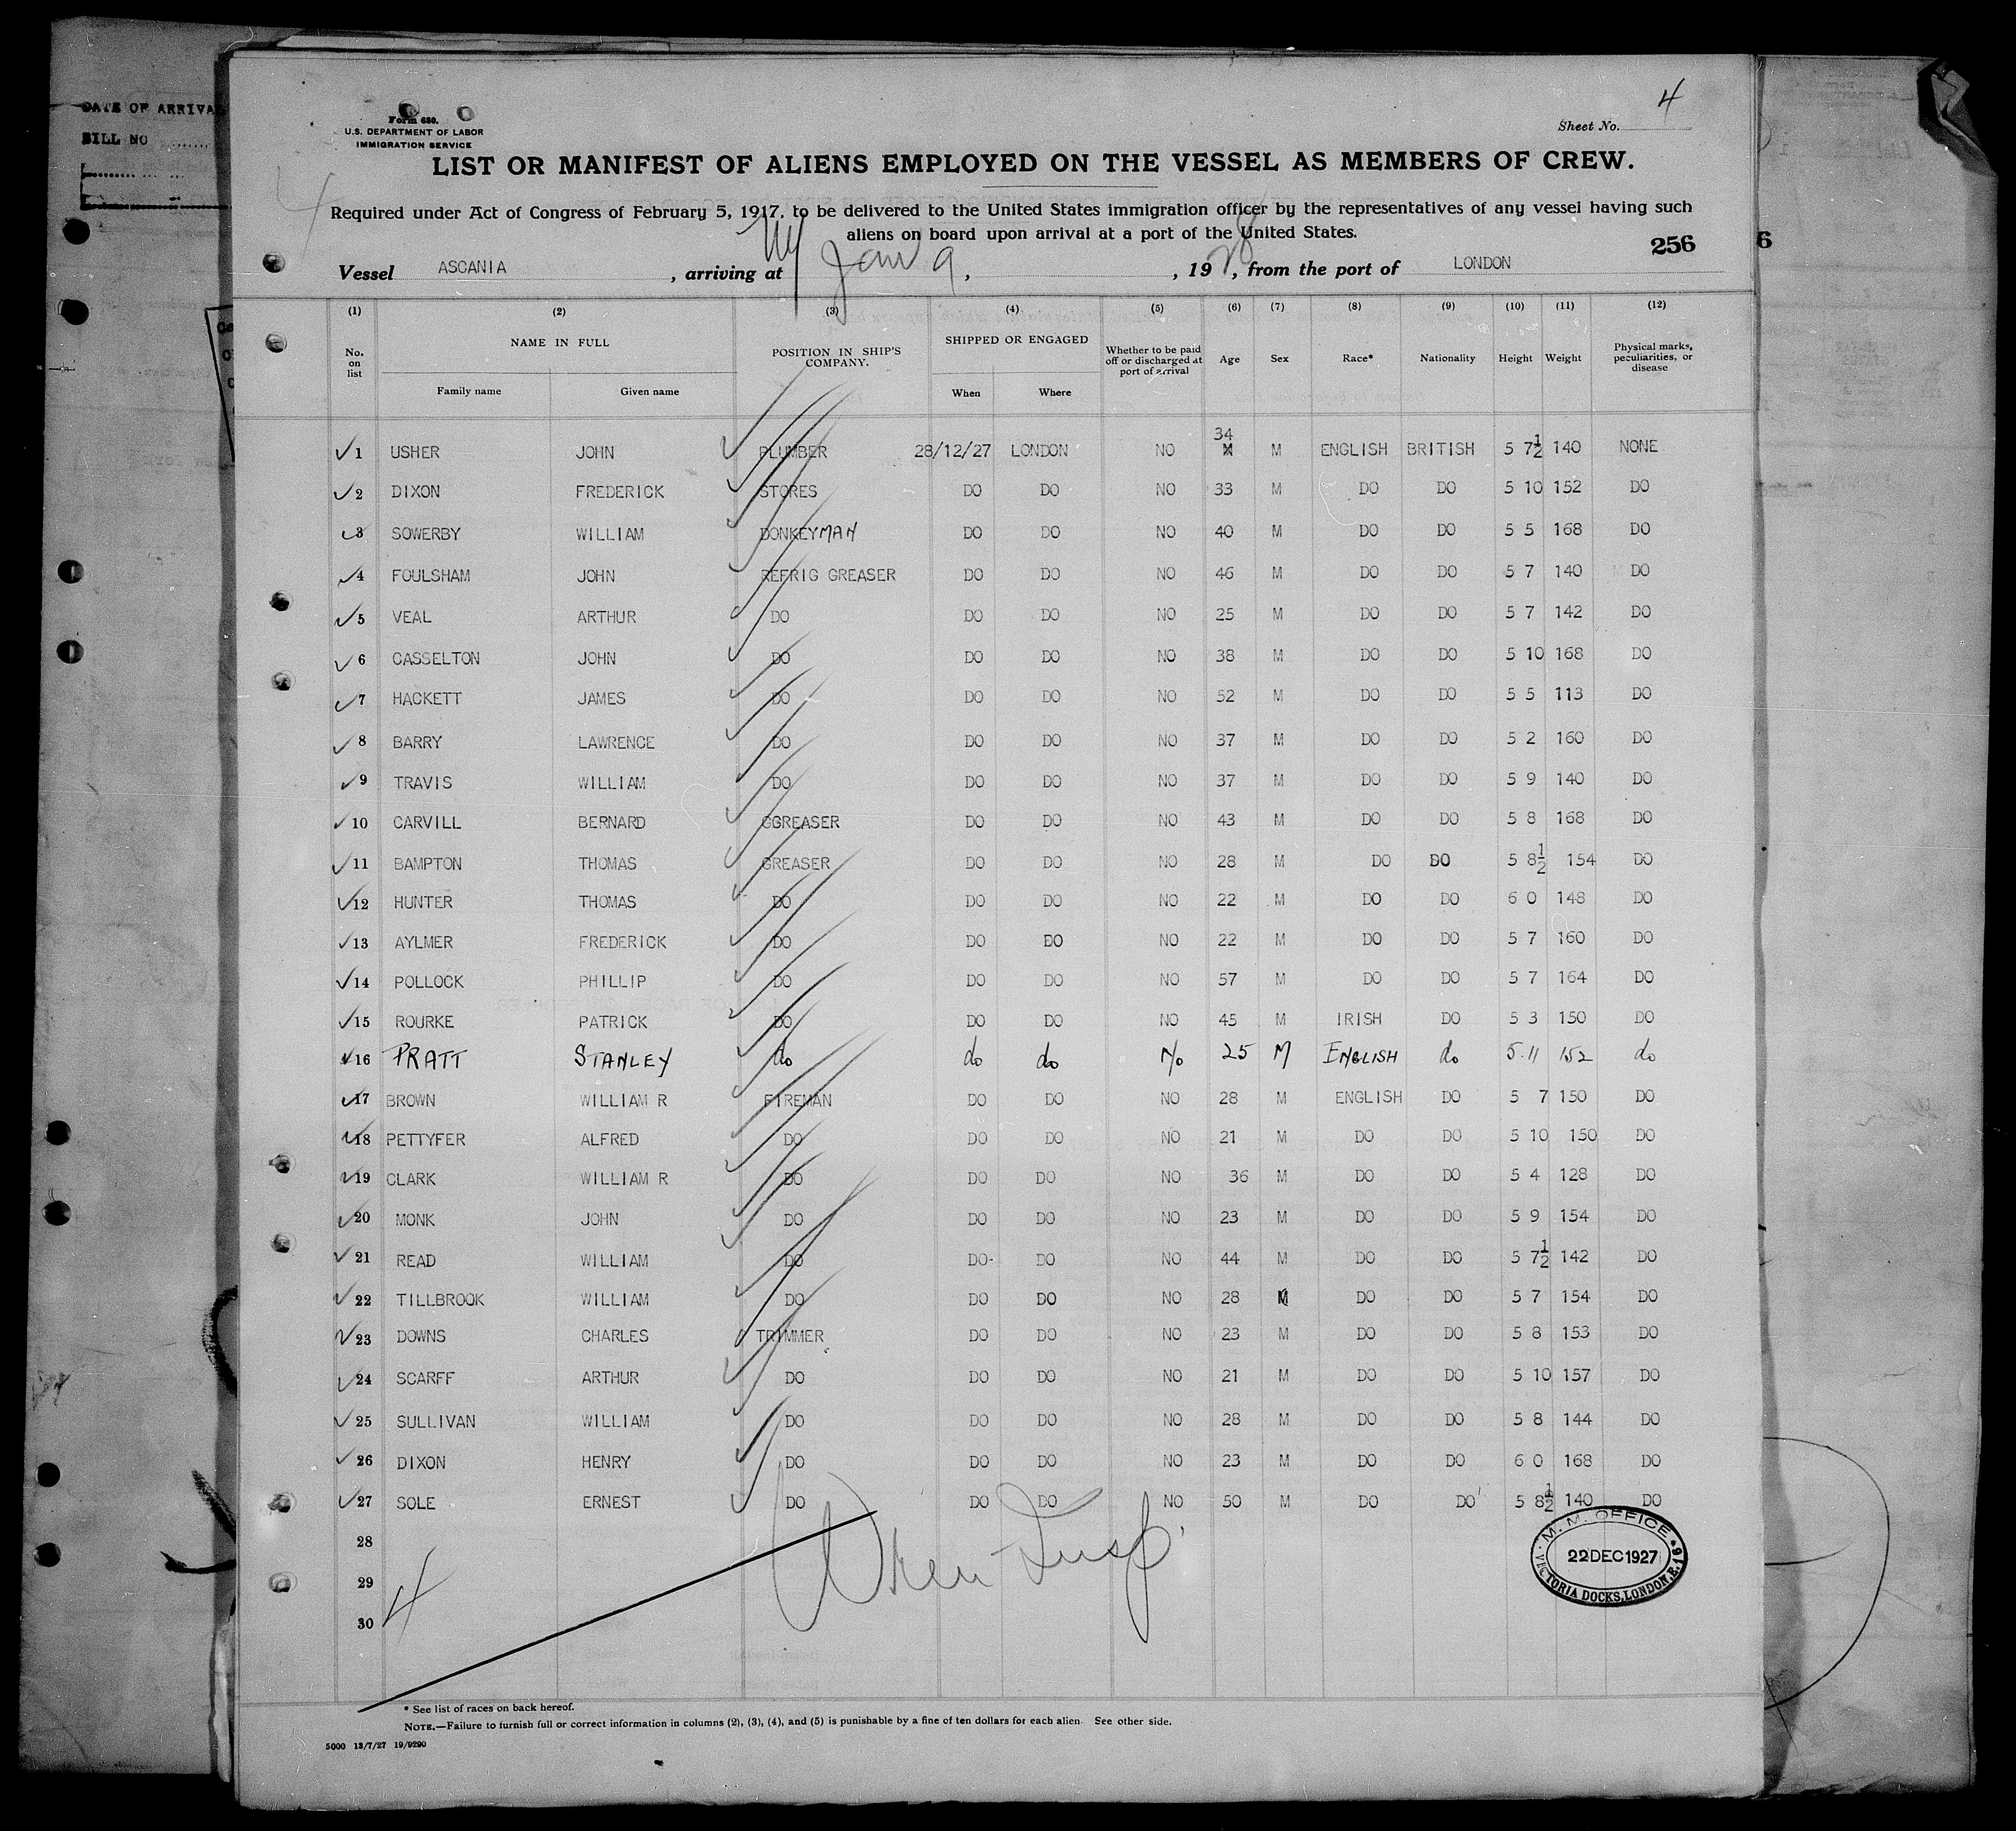 DATE OF ARRIVAL
BILL NO
4
Form 689.
U.S. DEPARTMENT OF LABOR
IMMIGRATION SERVICE
Sheet No.
LIST OR MANIFEST OF ALIENS EMPLOYED ON THE VESSEL AS MEMBERS OF CREW.
4
Required under Act of Congress of February 5, 1917, to be delivered to the United States immigration officer by the representatives of any vessel having such
aliens on board upon arrival at a port of the United States.
256
6
Vessel ASCANIA, arriving at NY Jan 9, , 1928, from the port of LONDON
(1) (2) (3) (4) (5) (6) (7) (8) (9) (10) (11) (12)
No. on list NAME IN FULL Family name Given name POSITION IN SHIP'S COMPANY. SHIPPED OR ENGAGED When Where Whether to be paid off or discharged at port of arrival Age Sex Race* Nationality Height Weight Physical marks, peculiarities, or disease
1 USHER JOHN PLUMBER 28/12/27 LONDON NO 34 M ENGLISH BRITISH 5 7½ 140 NONE
2 DIXON FREDERICK STORES DO DO NO 33 M DO DO 5 10 152 DO
3 SOWERBY WILLIAM DONKEYMAN DO DO NO 40 M DO DO 5 5 168 DO
4 FOULSHAM JOHN REFRIG GREASER DO DO NO 46 M DO DO 5 7 140 DO
5 VEAL ARTHUR DO DO DO NO 25 M DO DO 5 7 142 DO
6 CASSELTON JOHN DO DO DO NO 38 M DO DO 5 10 168 DO
7 HACKETT JAMES DO DO DO NO 52 M DO DO 5 5 113 DO
8 BARRY LAWRENCE DO DO DO NO 37 M DO DO 5 2 160 DO
9 TRAVIS WILLIAM DO DO DO NO 37 M DO DO 5 9 140 DO
10 CARVILL BERNARD GGREASER DO DO NO 43 M DO DO 5 8 168 DO
11 BAMPTON THOMAS GREASER DO DO NO 28 M DO DO 5 8½ 154 DO
12 HUNTER THOMAS DO DO DO NO 22 M DO DO 6 0 148 DO
13 AYLMER FREDERICK DO DO DO NO 22 M DO DO 5 7 160 DO
14 POLLOCK PHILLIP DO DO DO NO 57 M DO DO 5 7 164 DO
15 ROURKE PATRICK DO DO DO NO 45 M IRISH DO 5 3 150 DO
16 PRATT STANLEY do do do No 25 M ENGLISH do 5.11 152 do
17 BROWN WILLIAM R FIREMAN DO DO NO 28 M ENGLISH DO 5 7 150 DO
18 PETTYFER ALFRED DO DO DO NO 21 M DO DO 5 10 150 DO
19 CLARK WILLIAM R DO DO DO NO 36 M DO DO 5 4 128 DO
20 MONK JOHN DO DO DO NO 23 M DO DO 5 9 154 DO
21 READ WILLIAM DO DO- DO NO 44 M DO DO 5 7½ 142 DO
22 TILLBROOK WILLIAM DO DO DO NO 28 M DO DO 5 7 154 DO
23 DOWNS CHARLES TRIMMER DO DO NO 23 M DO DO 5 8 153 DO
24 SCARFF ARTHUR DO DO DO NO 21 M DO DO 5 10 157 DO
25 SULLIVAN WILLIAM DO DO DO NO 28 M DO DO 5 8 144 DO
26 DIXON HENRY DO DO DO NO 23 M DO DO 6 0 168 DO
27 SOLE ERNEST DO DO DO NO 50 M DO DO 5 8½ 140 DO
28
29
30
4
Insp.
M. M. OFFICE
22 DEC 1927
VICTORIA DOCKS, LONDON, E.16
* See list of races on back hereof.
NOTE.—Failure to furnish full or correct information in columns (2), (3), (4), and (5) is punishable by a fine of ten dollars for each alien. See other side.
5000 13/7/27 19/9290